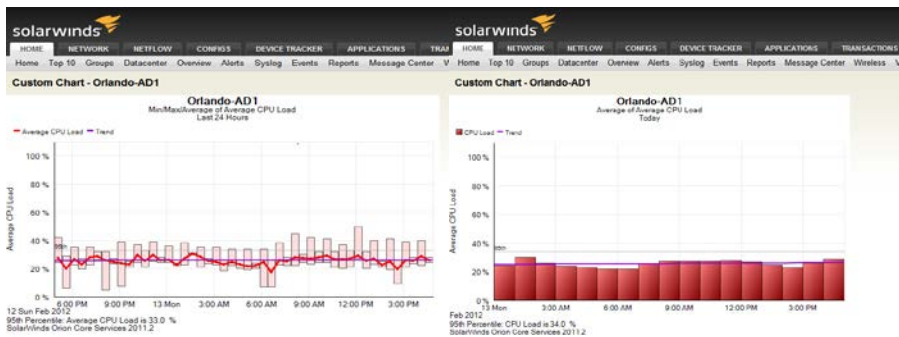 solarwinds
HOME NETWORK NETFLOW CONFIGS DEVICE TRACKER APPLICATIONS TRAI
Home Top 10 Groups Datacenter Overview Alerts Syslog Events Reports Message Center V
Custom Chart - Orlando-AD1
Orlando-AD1
Min/Max/Average of Average CPU Load
Last 24 Hours
Average CPU Load Trend
Average CPU Load
100 %
80 %
60 %
40 %
20 %
0 %
95th
6:00 PM 9:00 PM 13 Mon 3:00 AM 6:00 AM 9:00 AM 12:00 PM 3:00 PM
12 Sun Feb 2012
95th Percentile: Average CPU Load is 33.0 %
SolarWinds Orion Core Services 2011.2
solarwinds
HOME NETWORK NETFLOW CONFIGS DEVICE TRACKER APPLICATIONS TRANSACTIONS
Home Top 10 Groups Datacenter Overview Alerts Syslog Events Reports Message Center Wireless V
Custom Chart - Orlando-AD1
Orlando-AD1
Average of Average CPU Load
Today
CPU Load Trend
Average CPU Load
100 %
80 %
60 %
40 %
20 %
0 %
95th
13 Mon 3:00 AM 6:00 AM 9:00 AM 12:00 PM 3:00 PM
Feb 2012
95th Percentile: CPU Load is 34.0 %
SolarWinds Orion Core Services 2011.2